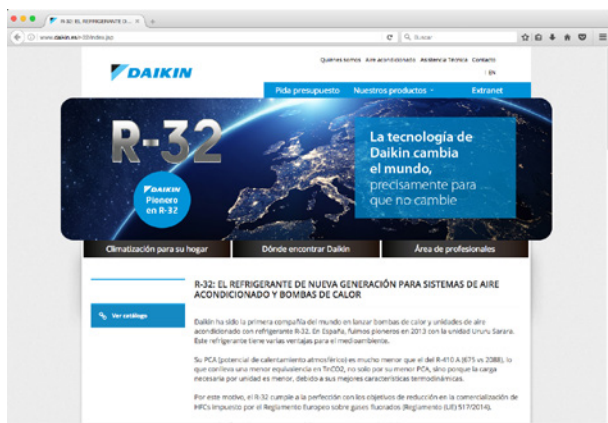 R-32: EL REFRIGERANTE D... ×
www.daikin.es/r-32/index.jsp
Buscar
Quiénes somos Aire acondicionado Asistencia Técnica Contacto
| EN
DAIKIN
Pida presupuesto Nuestros productos Extranet
R-32
DAIKIN
Pionero
en R-32
La tecnología de
Daikin cambia
el mundo,
precisamente para
que no cambie
Climatización para su hogar Dónde encontrar Daikin Área de profesionales
R-32: EL REFRIGERANTE DE NUEVA GENERACIÓN PARA SISTEMAS DE AIRE
ACONDICIONADO Y BOMBAS DE CALOR
Ver catálogo
Daikin ha sido la primera compañía del mundo en lanzar bombas de calor y unidades de aire
acondicionado con refrigerante R-32. En España, fuimos pioneros en 2013 con la unidad Ururu Sarara.
Este refrigerante tiene varias ventajas para el medioambiente.
Su PCA (potencial de calentamiento atmosférico) es mucho menor que el del R-410 A (675 vs 2088), lo
que conlleva una menor equivalencia en TnCO2, no solo por su menor PCA, sino porque la carga
necesaria por unidad es menor, debido a sus mejores características termodinámicas.
Por este motivo, el R-32 cumple a la perfección con los objetivos de reducción en la comercialización de
HFCs impuesto por el Reglamento Europeo sobre gases fluorados (Reglamento (UE) 517/2014).